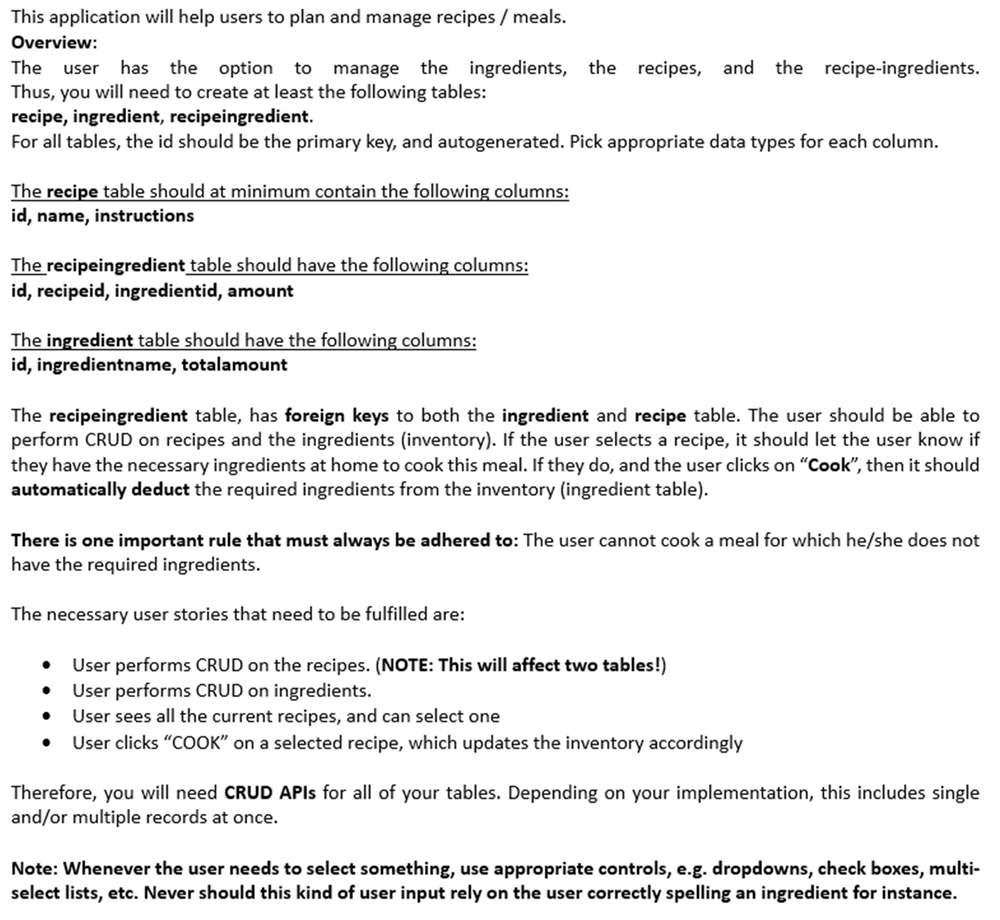 This application will help users to plan and manage recipes / meals.
Overview:
The user has the option to manage the ingredients, the recipes, and the recipe-ingredients.
Thus, you will need to create at least the following tables:
recipe, ingredient, recipeingredient.
For all tables, the id should be the primary key, and autogenerated. Pick appropriate data types for each column.
The recipe table should at minimum contain the following columns:
id, name, instructions
The recipeingredient table should have the following columns:
id, recipeid, ingredientid, amount
The ingredient table should have the following columns:
id, ingredientname, totalamount
The recipeingredient table, has foreign keys to both the ingredient and recipe table. The user should be able to
perform CRUD on recipes and the ingredients (inventory). If the user selects a recipe, it should let the user know if
they have the necessary ingredients at home to cook this meal. If they do, and the user clicks on “Cook”, then it should
automatically deduct the required ingredients from the inventory (ingredient table).
There is one important rule that must always be adhered to: The user cannot cook a meal for which he/she does not
have the required ingredients.
The necessary user stories that need to be fulfilled are:
• User performs CRUD on the recipes. (NOTE: This will affect two tables!)
• User performs CRUD on ingredients.
• User sees all the current recipes, and can select one
• User clicks “COOK” on a selected recipe, which updates the inventory accordingly
Therefore, you will need CRUD APIs for all of your tables. Depending on your implementation, this includes single
and/or multiple records at once.
Note: Whenever the user needs to select something, use appropriate controls, e.g. dropdowns, check boxes, multi-
select lists, etc. Never should this kind of user input rely on the user correctly spelling an ingredient for instance.